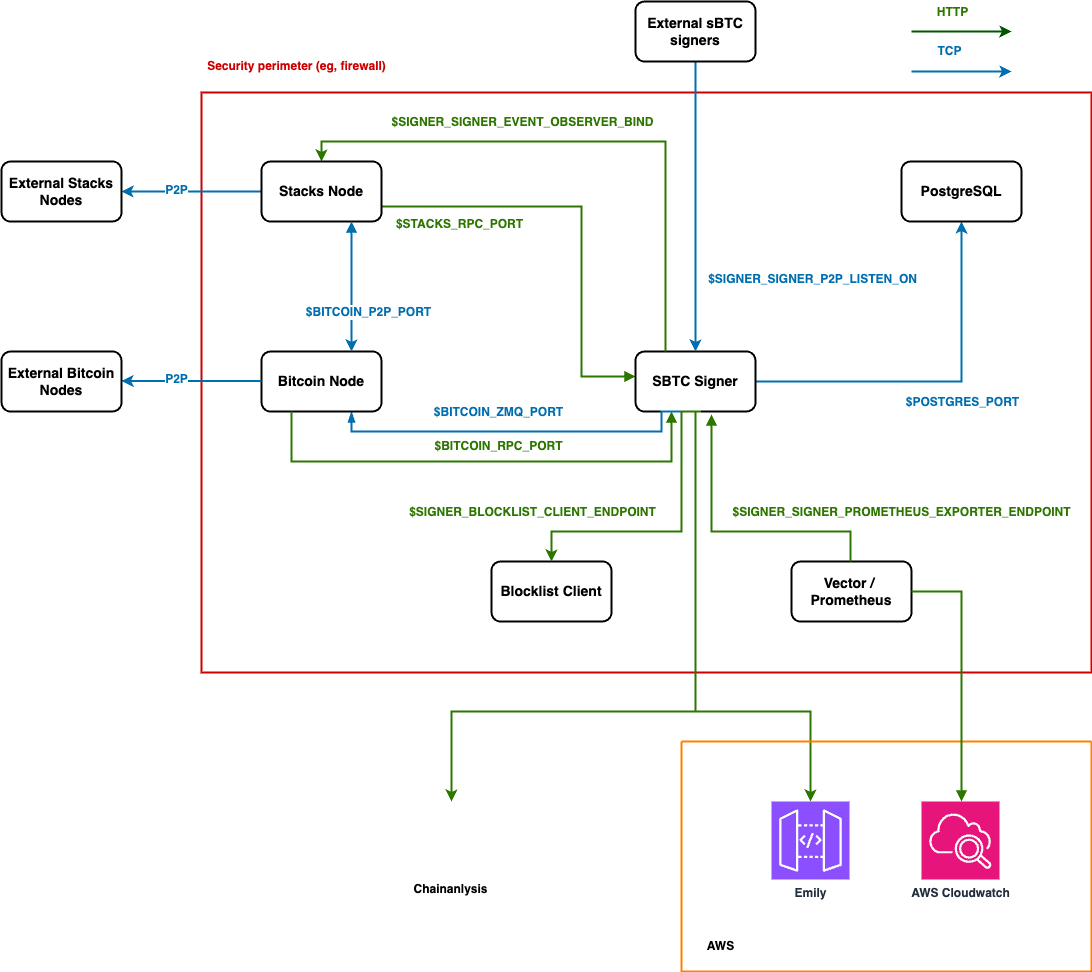 External sBTC
signers
HTTP
TCP
Security perimeter (eg, firewall)
$SIGNER_SIGNER_EVENT_OBSERVER_BIND
External Stacks
Nodes
P2P
Stacks Node
PostgreSQL
$STACKS_RPC_PORT
$SIGNER_SIGNER_P2P_LISTEN_ON
$BITCOIN_P2P_PORT
External Bitcoin
Nodes
P2P
Bitcoin Node
SBTC Signer
$POSTGRES_PORT
$BITCOIN_ZMQ_PORT
$BITCOIN_RPC_PORT
$SIGNER_BLOCKLIST_CLIENT_ENDPOINT
$SIGNER_SIGNER_PROMETHEUS_EXPORTER_ENDPOINT
Blocklist Client
Vector /
Prometheus
Chainanlysis
Emily
AWS Cloudwatch
AWS